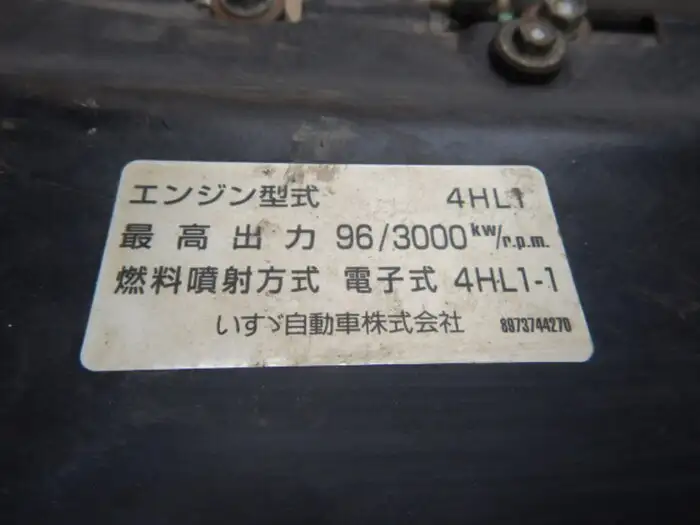 エンジン型式 4HL1
最高出力 96/3000 kw/r.p.m.
燃料噴射方式 電子式 4HL1-1
いすゞ自動車株式会社 8973744270